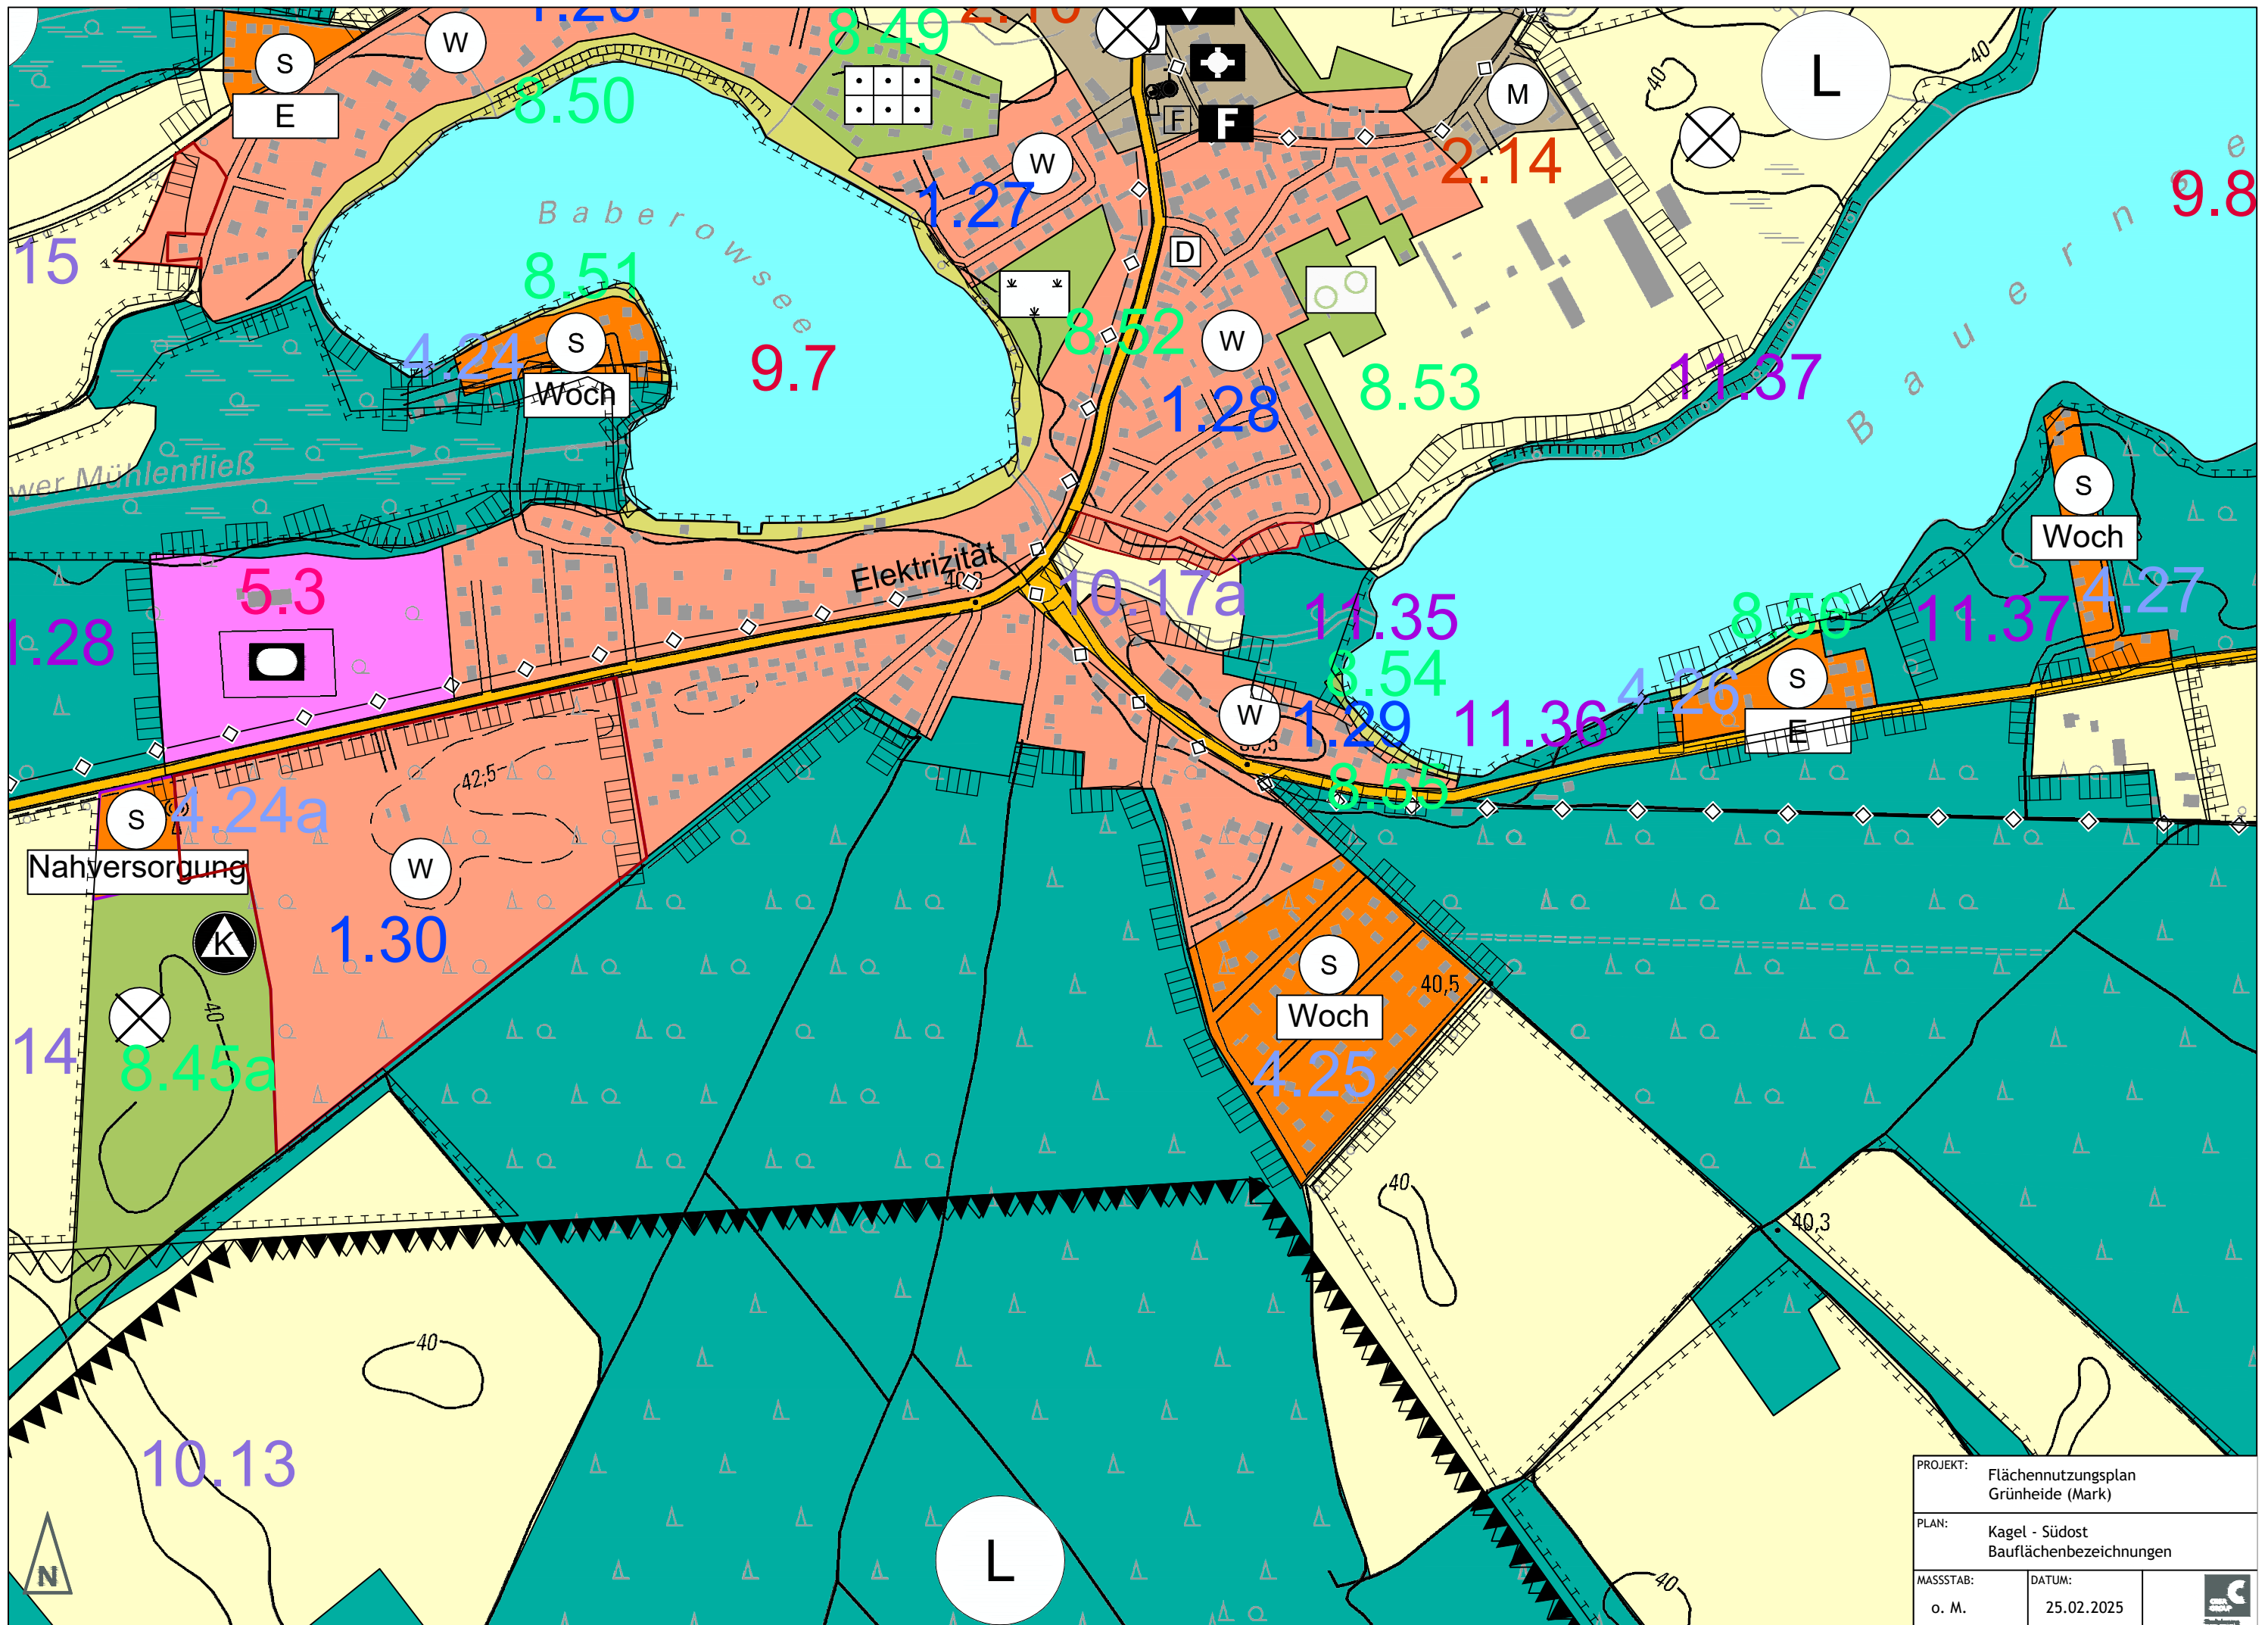 S
E
W
8.50
8.49
M
L
40
40
F
F
2.14
W
1.27
Baberowsee
15
8.51
4.24
S
Woch
9.7
D
8.52
W
1.28
8.53
11.37
Bauern
e
9.8
wer Mühlenfließ
S
Woch
4.27
5.3
1.28
Elektrizität
10.17a
11.35
8.54
W
1.29
11.36
8.55
8.56
4.26
S
E
11.37
42,5
S
4.24a
Nahversorgung
W
1.30
K
40
14
8.45a
S
Woch
40,5
4.25
40
40,3
40
10.13
L
40
N
PROJEKT:
Flächennutzungsplan
Grünheide (Mark)
PLAN:
Kagel - Südost
Bauflächenbezeichnungen
MASSSTAB:
o. M.
DATUM:
25.02.2025